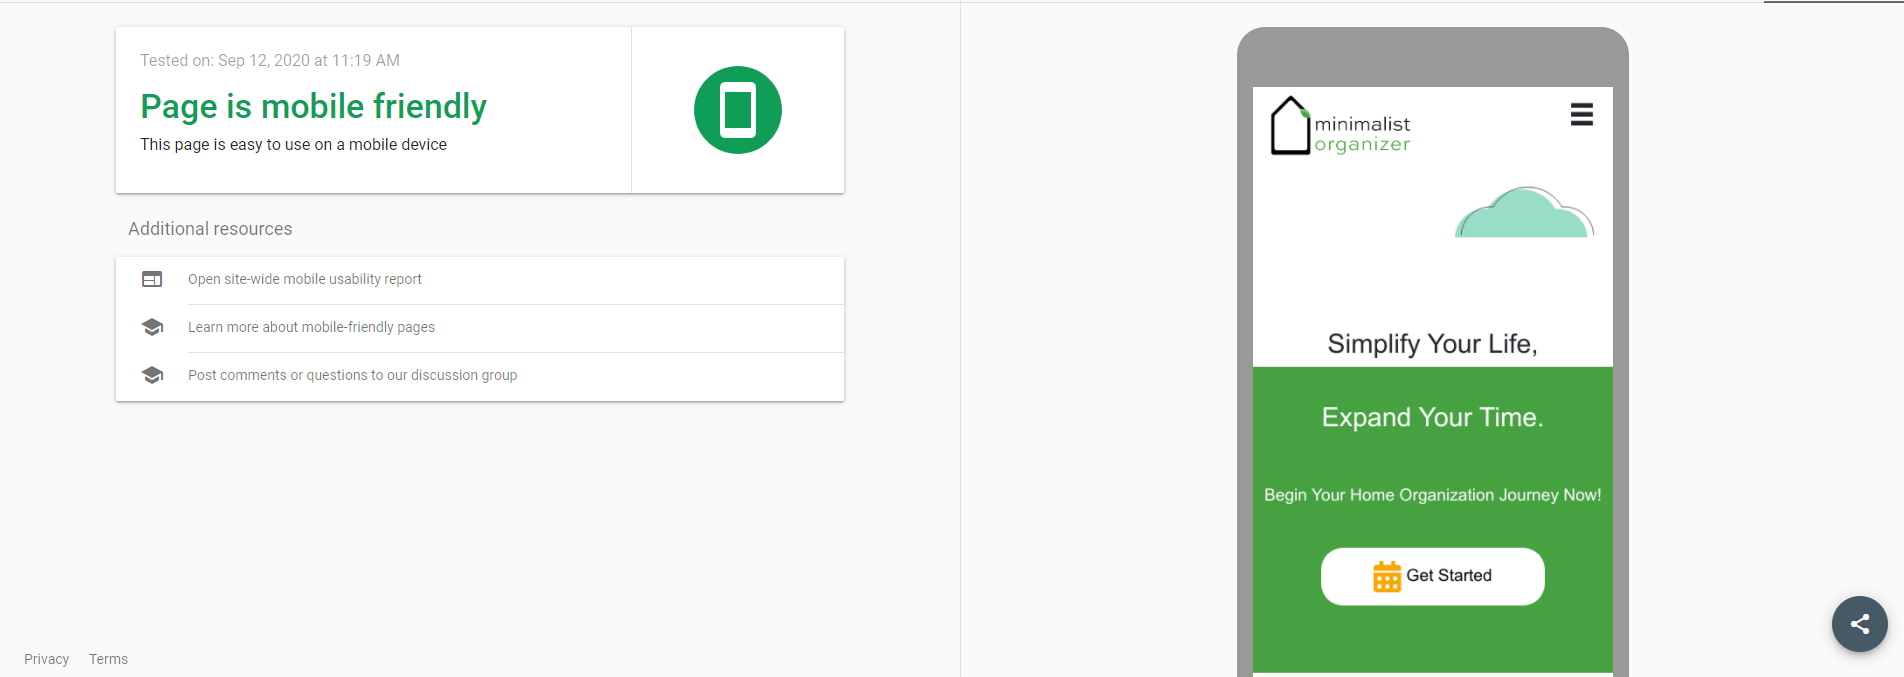 Tested on: Sep 12, 2020 at 11:19 AM
Page is mobile friendly
This page is easy to use on a mobile device
Additional resources
Open site-wide mobile usability report
Learn more about mobile-friendly pages
Post comments or questions to our discussion group
Privacy Terms
minimalist
organizer
Simplify Your Life,
Expand Your Time.
Begin Your Home Organization Journey Now!
Get Started